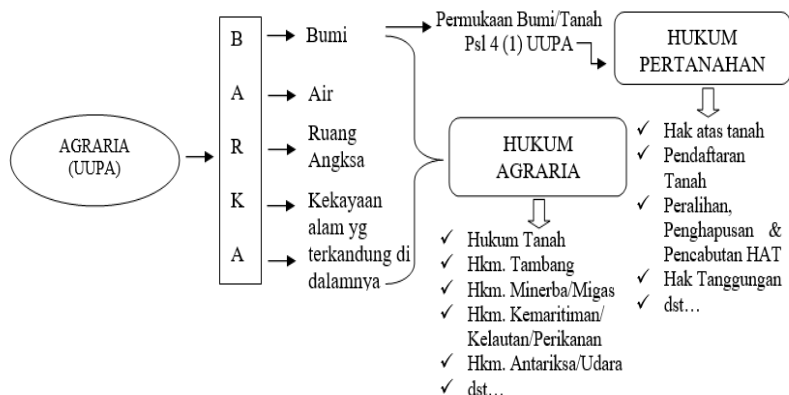 AGRARIA
(UUPA)
B
A
R
K
A
Bumi
Air
Ruang
Angksa
Kekayaan
alam yg
terkandung di
dalamnya
Permukaan Bumi/Tanah
Psl 4 (1) UUPA
HUKUM
PERTANAHAN
✓ Hak atas tanah
✓ Pendaftaran
Tanah
✓ Peralihan,
Penghapusan &
Pencabutan HAT
✓ Hak Tanggungan
✓ dst...
HUKUM
AGRARIA
✓ Hukum Tanah
✓ Hkm. Tambang
✓ Hkm. Minerba/Migas
✓ Hkm. Kemaritiman/
Kelautan/Perikanan
✓ Hkm. Antariksa/Udara
✓ dst...